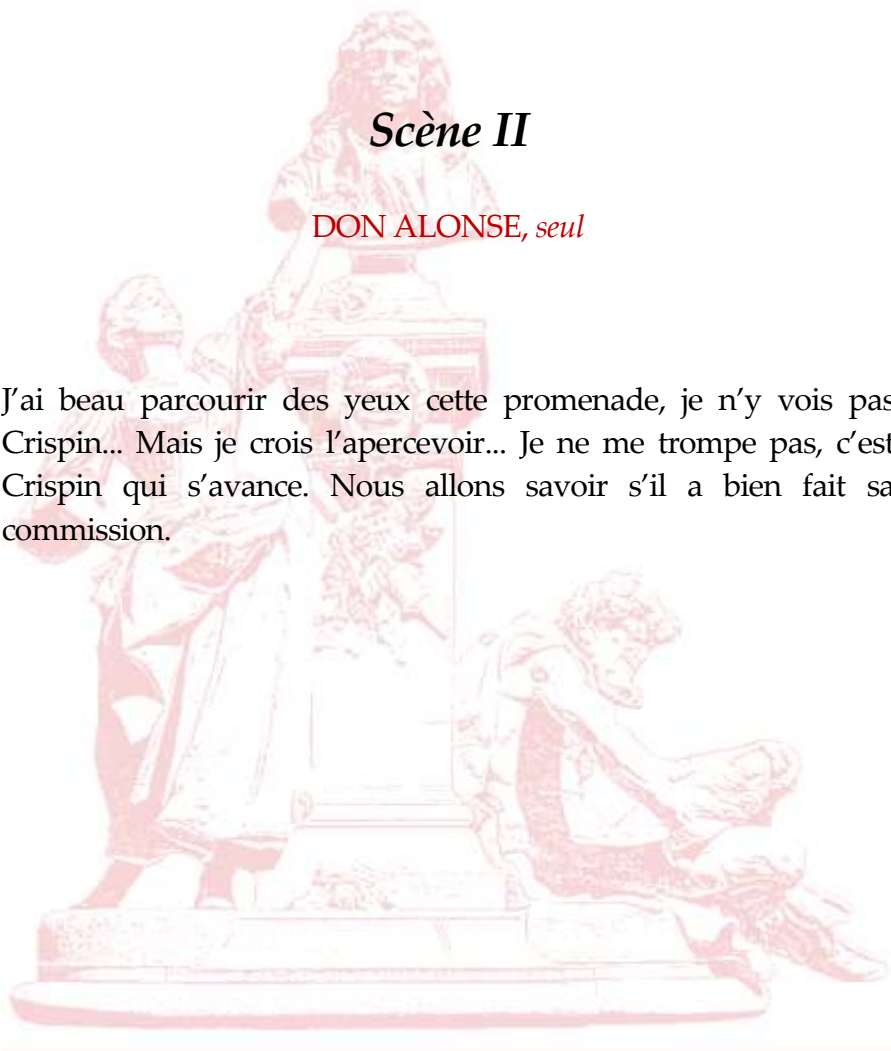 Scène II
DON ALONSE, seul
J’ai beau parcourir des yeux cette promenade, je n’y vois pas
Crispin... Mais je crois l’apercevoir... Je ne me trompe pas, c’est
Crispin qui s’avance. Nous allons savoir s’il a bien fait sa
commission.